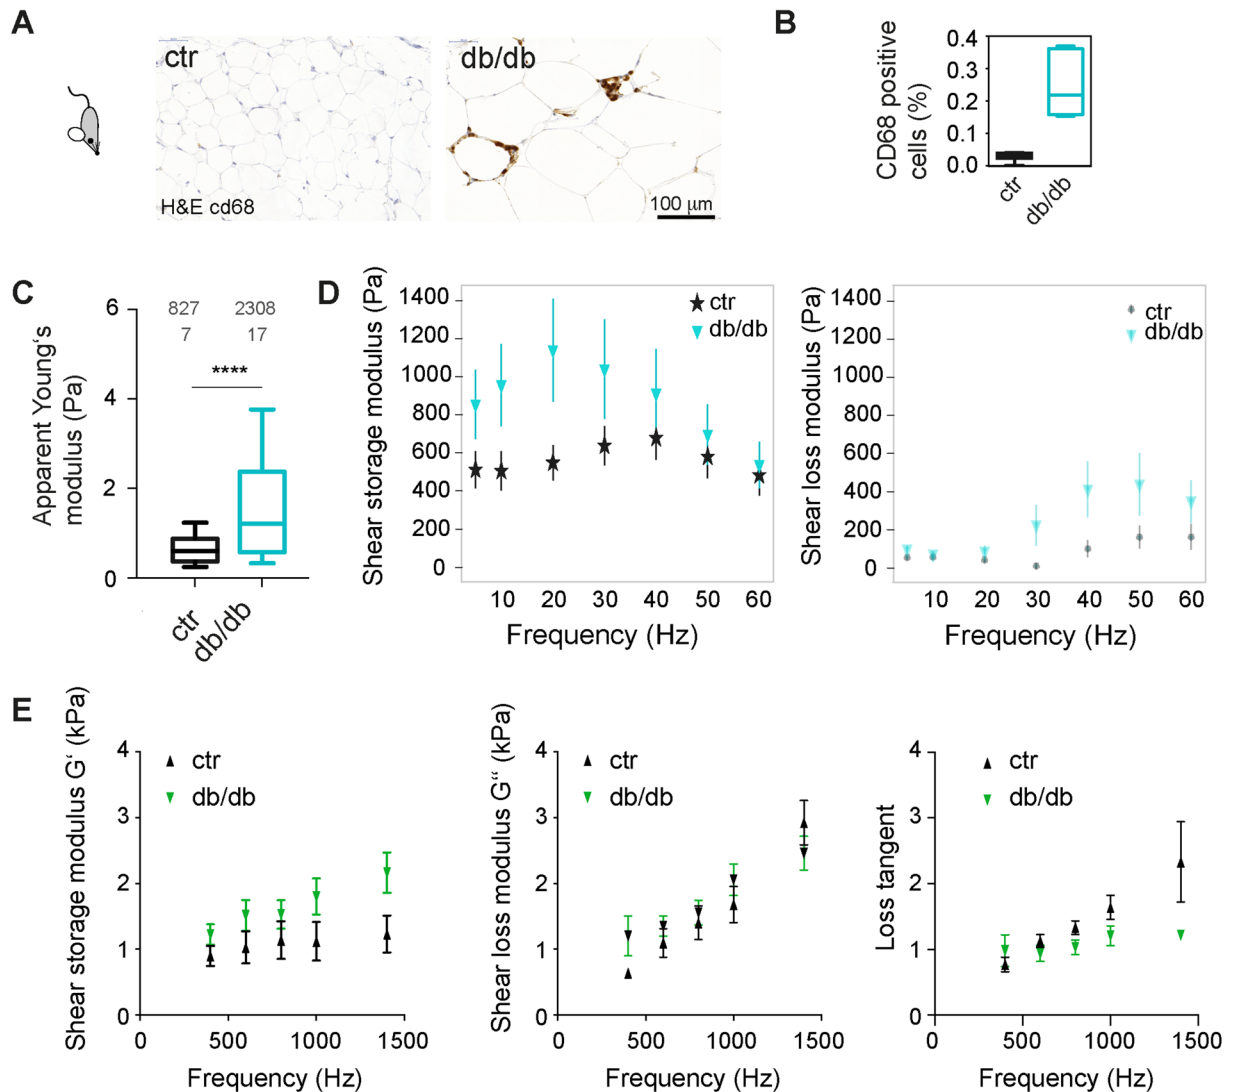 A
ctr
H&E cd68
db/db
100 μm
B
CD68 positive
cells (%)
0.4
0.3
0.2
0.1
0.0
ctr
db/db
C
Apparent Young‘s
modulus (Pa)
6
4
2
0
827
2308
7
17
****
ctr
db/db
D
Shear storage modulus (Pa)
1400
1200
1000
800
600
400
200
0
ctr
db/db
10 20 30 40 50 60
Frequency (Hz)
Shear loss modulus (Pa)
1400
1200
1000
800
600
400
200
0
ctr
db/db
10 20 30 40 50 60
Frequency (Hz)
E
Shear storage modulus G‘ (kPa)
4
3
2
1
0
ctr
db/db
0 500 1000 1500
Frequency (Hz)
Shear loss modulus G“ (kPa)
4
3
2
1
0
ctr
db/db
0 500 1000 1500
Frequency (Hz)
Loss tangent
4
3
2
1
0
ctr
db/db
0 500 1000 1500
Frequency (Hz)